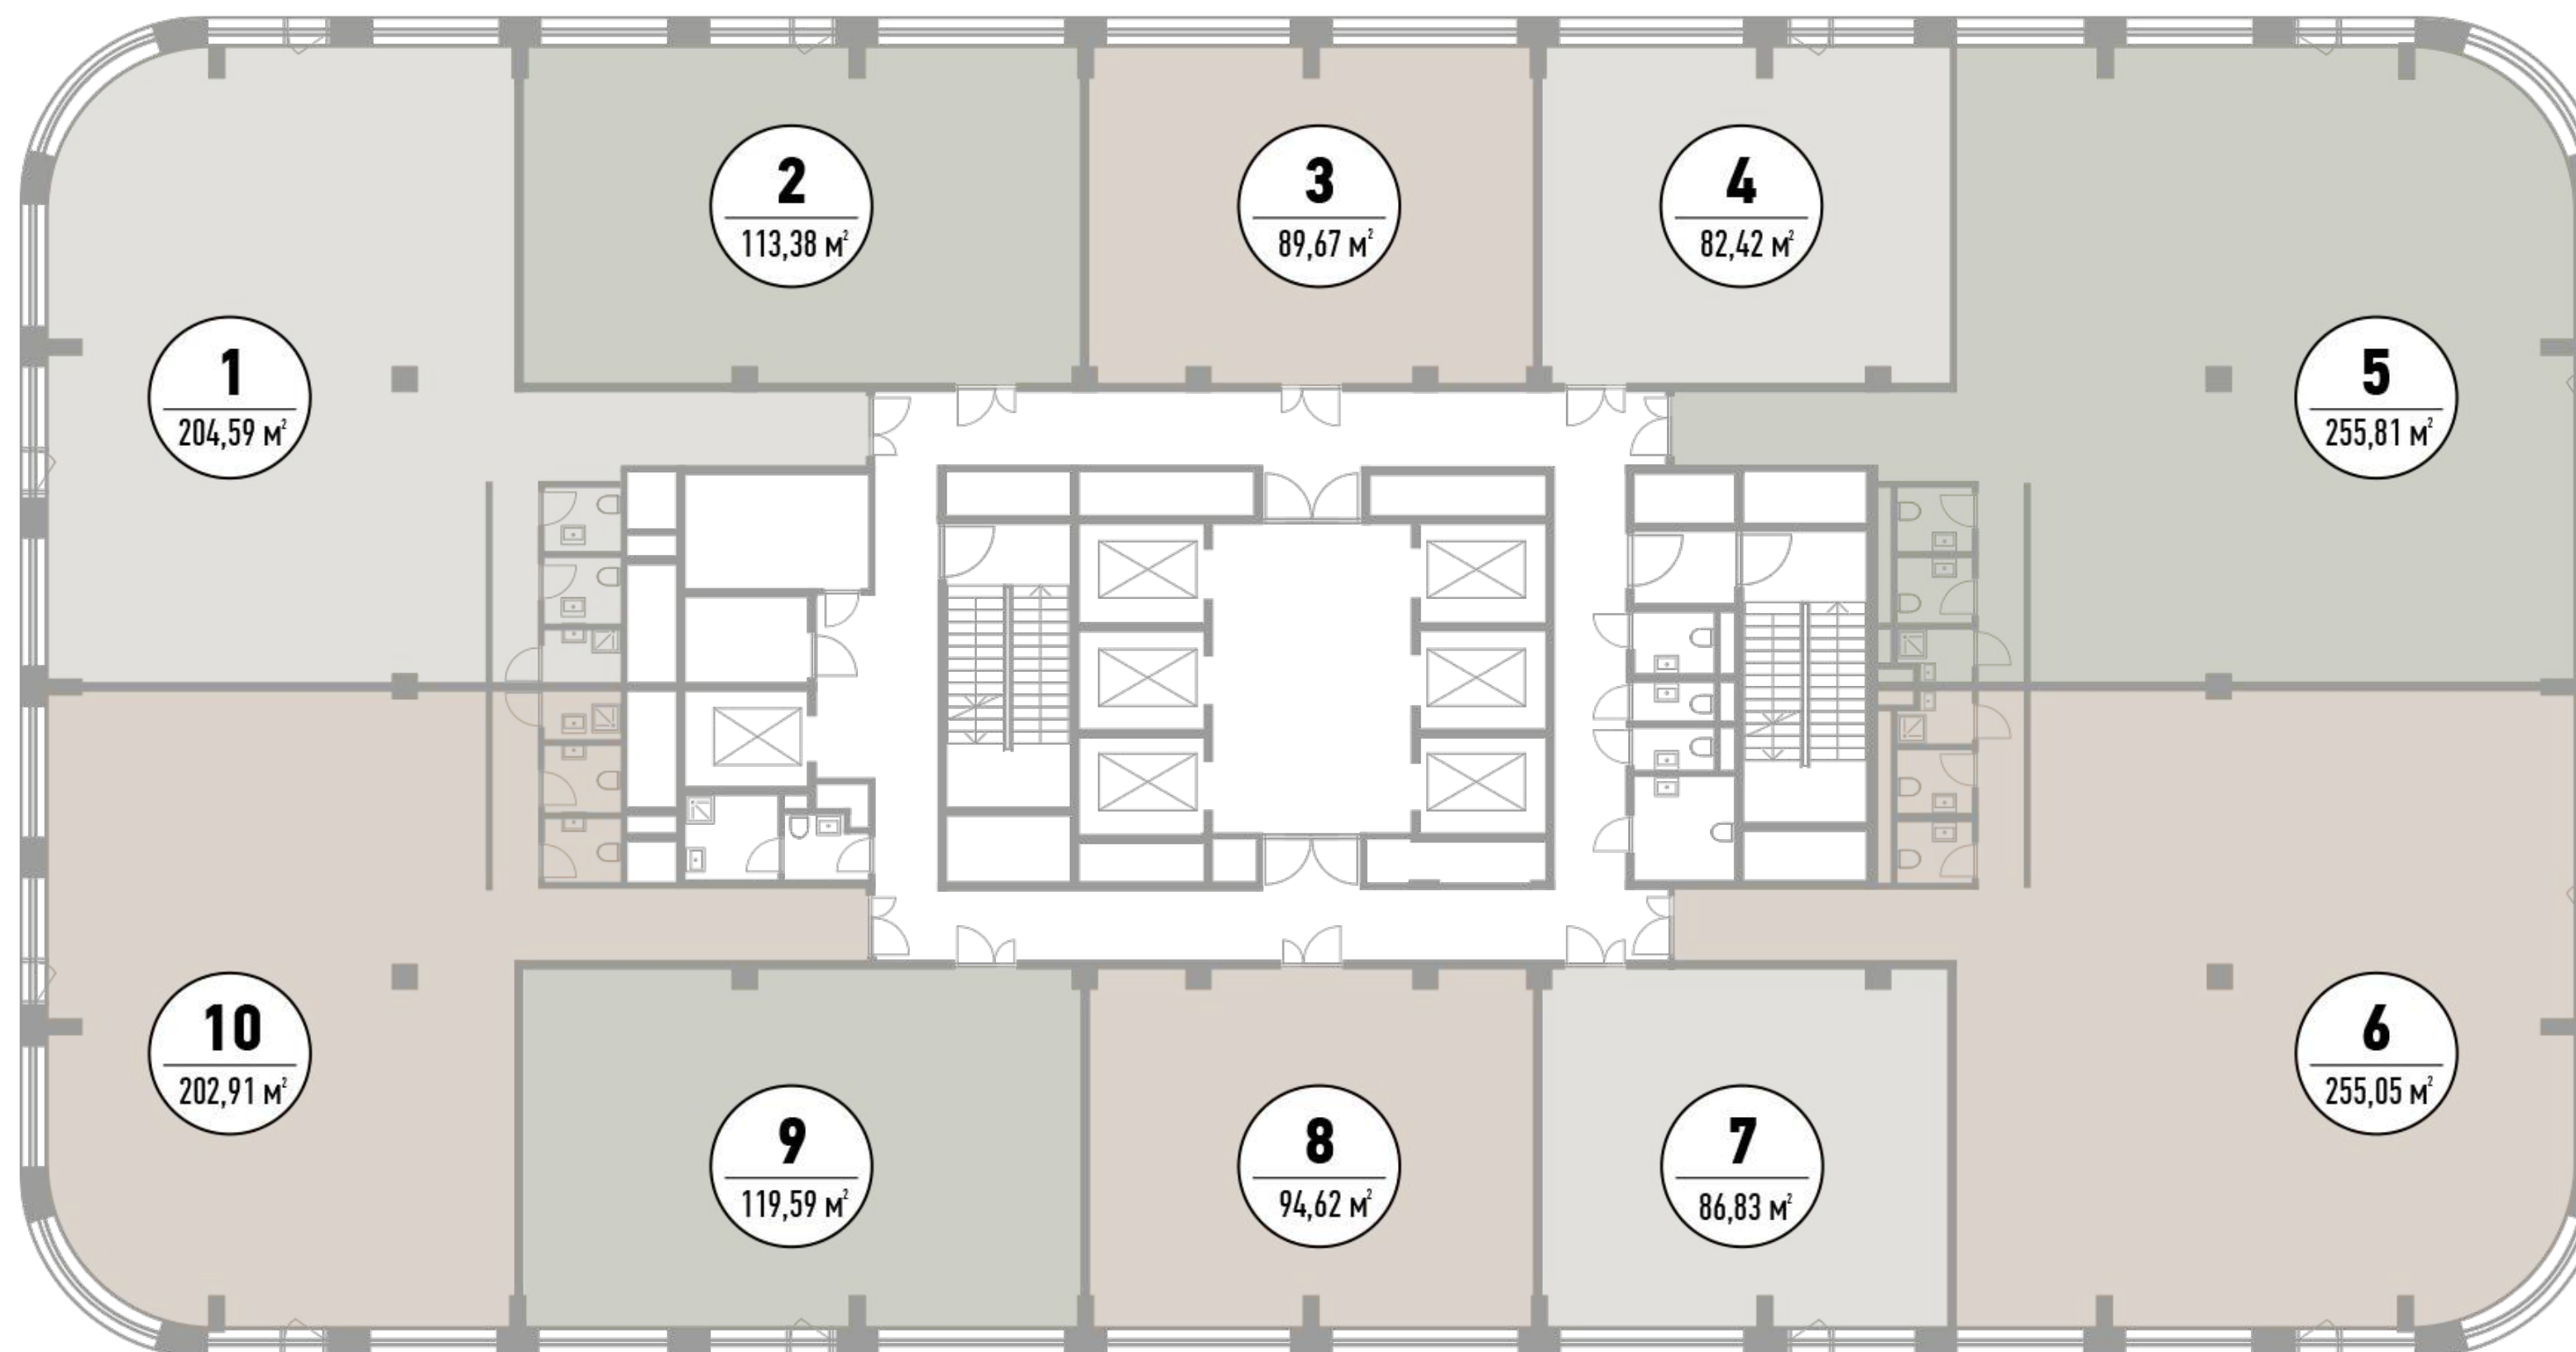 1
204,59 м²
2
113,38 м²
3
89,67 м²
4
82,42 м²
5
255,81 м²
10
202,91 м²
9
119,59 м²
8
94,62 м²
7
86,83 м²
6
255,05 м²